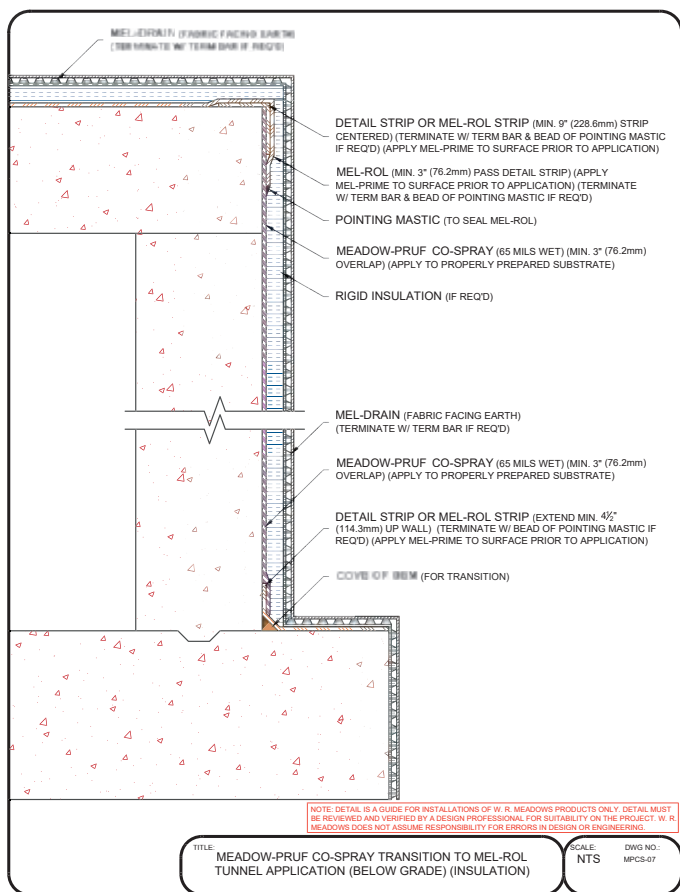 MEL-DRAIN (FABRIC FACING EARTH)
(TERMINATE W/ TERM BAR IF REQ'D)
DETAIL STRIP OR MEL-ROL STRIP (MIN. 9" (228.6mm) STRIP
CENTERED) (TERMINATE W/ TERM BAR & BEAD OF POINTING MASTIC
IF REQ'D) (APPLY MEL-PRIME TO SURFACE PRIOR TO APPLICATION)
MEL-ROL (MIN. 3" (76.2mm) PASS DETAIL STRIP) (APPLY
MEL-PRIME TO SURFACE PRIOR TO APPLICATION) (TERMINATE
W/ TERM BAR & BEAD OF POINTING MASTIC IF REQ'D)
POINTING MASTIC (TO SEAL MEL-ROL)
MEADOW-PRUF CO-SPRAY (65 MILS WET) (MIN. 3" (76.2mm)
OVERLAP) (APPLY TO PROPERLY PREPARED SUBSTRATE)
RIGID INSULATION (IF REQ'D)
MEL-DRAIN (FABRIC FACING EARTH)
(TERMINATE W/ TERM BAR IF REQ'D)
MEADOW-PRUF CO-SPRAY (65 MILS WET) (MIN. 3" (76.2mm)
OVERLAP) (APPLY TO PROPERLY PREPARED SUBSTRATE)
DETAIL STRIP OR MEL-ROL STRIP (EXTEND MIN. 4½"
(114.3mm) UP WALL) (TERMINATE W/ BEAD OF POINTING MASTIC IF
REQ'D) (APPLY MEL-PRIME TO SURFACE PRIOR TO APPLICATION)
(FOR TRANSITION)
NOTE: DETAIL IS A GUIDE FOR INSTALLATIONS OF W. R. MEADOWS PRODUCTS ONLY. DETAIL MUST
BE REVIEWED AND VERIFIED BY A DESIGN PROFESSIONAL FOR SUITABILITY ON THE PROJECT. W. R.
MEADOWS DOES NOT ASSUME RESPONSIBILITY FOR ERRORS IN DESIGN OR ENGINEERING.
TITLE:
MEADOW-PRUF CO-SPRAY TRANSITION TO MEL-ROL
TUNNEL APPLICATION (BELOW GRADE) (INSULATION)
SCALE:
NTS
DWG NO.:
MPCS-07